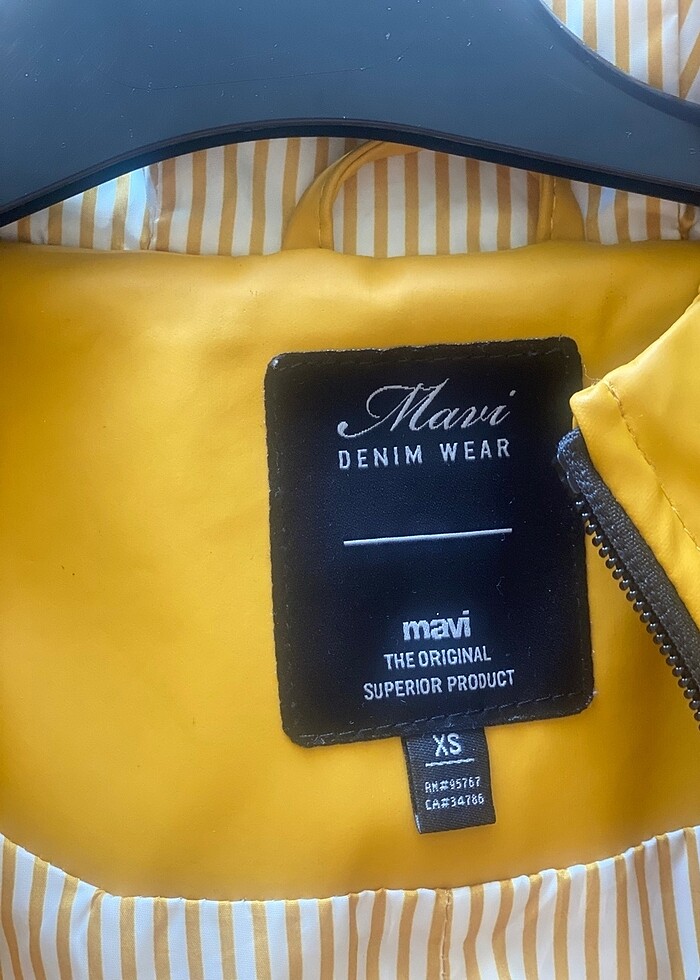 Mavi
DENIM WEAR
mavi
THE ORIGINAL
SUPERIOR PRODUCT
XS
RN#95767
CA#34786